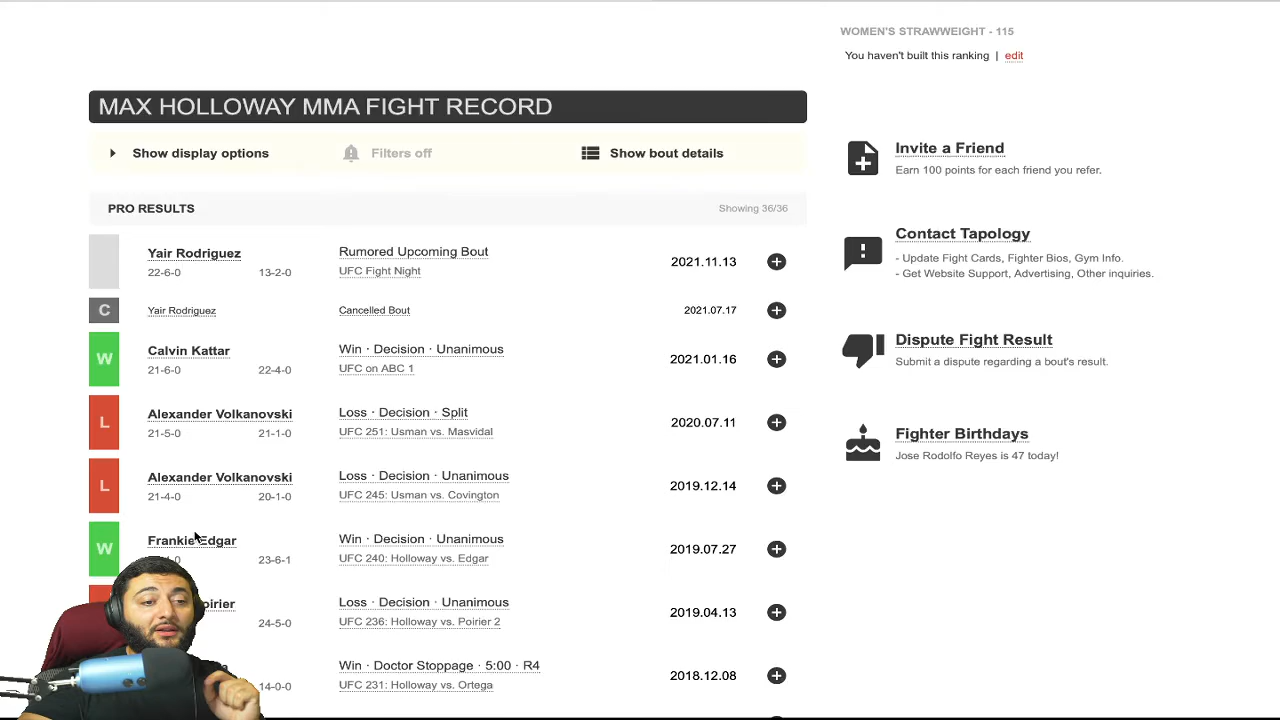 WOMEN'S STRAWWEIGHT - 115
You haven't built this ranking | edit
MAX HOLLOWAY MMA FIGHT RECORD
Show display options
Filters off
Show bout details
PRO RESULTS
Showing 36/36
Yair Rodriguez
Rumored Upcoming Bout
22-6-0
13-2-0
UFC Fight Night
2021.11.13
C
Yair Rodriguez
Cancelled Bout
2021.07.17
W
Calvin Kattar
Win · Decision · Unanimous
21-6-0
22-4-0
UFC on ABC 1
2021.01.16
L
Alexander Volkanovski
Loss · Decision · Split
21-5-0
21-1-0
UFC 251: Usman vs. Masvidal
2020.07.11
L
Alexander Volkanovski
Loss · Decision · Unanimous
21-4-0
20-1-0
UFC 245: Usman vs. Covington
2019.12.14
W
Frankie Edgar
Win · Decision · Unanimous
23-6-1
UFC 240: Holloway vs. Edgar
2019.07.27
Loss · Decision · Unanimous
24-5-0
UFC 236: Holloway vs. Poirier 2
2019.04.13
Win · Doctor Stoppage · 5:00 · R4
14-0-0
UFC 231: Holloway vs. Ortega
2018.12.08
Invite a Friend
Earn 100 points for each friend you refer.
Contact Tapology
- Update Fight Cards, Fighter Bios, Gym Info.
- Get Website Support, Advertising, Other inquiries.
Dispute Fight Result
Submit a dispute regarding a bout's result.
Fighter Birthdays
Jose Rodolfo Reyes is 47 today!